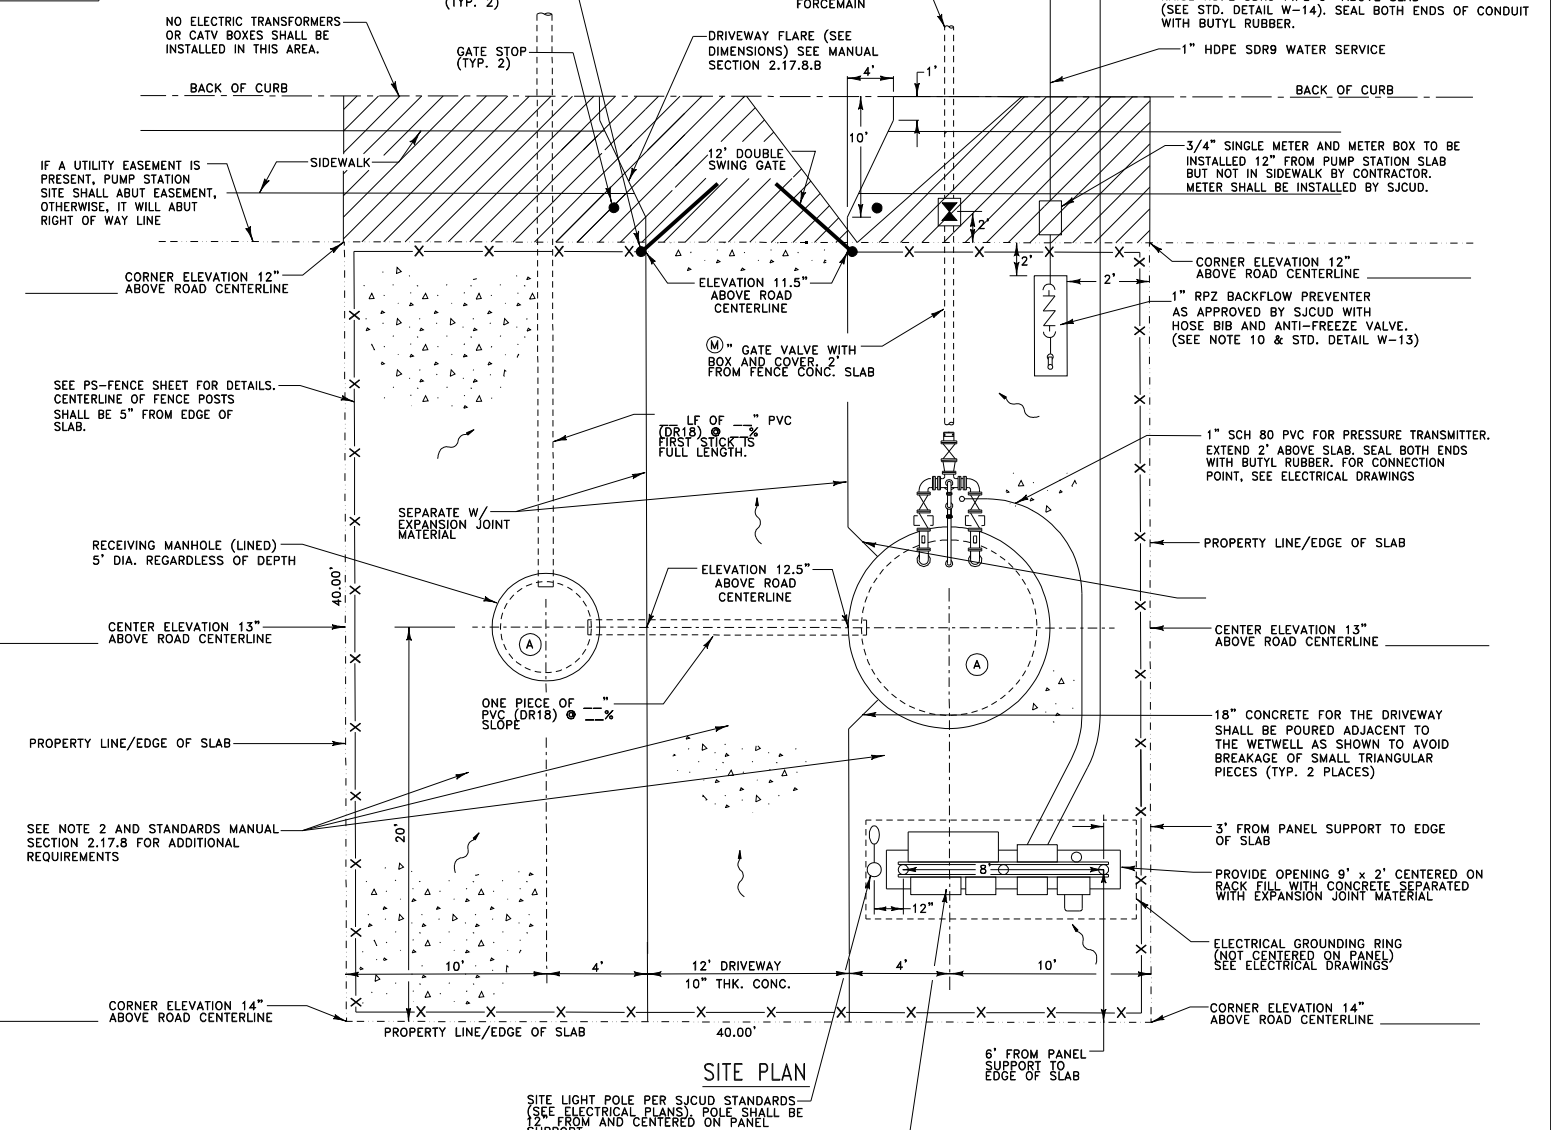 (TYP. 2)
FORCEMAIN
(SEE STD. DETAIL W-14). SEAL BOTH ENDS OF CONDUIT
WITH BUTYL RUBBER.
NO ELECTRIC TRANSFORMERS
OR CATV BOXES SHALL BE
INSTALLED IN THIS AREA.
GATE STOP
(TYP. 2)
DRIVEWAY FLARE (SEE
DIMENSIONS) SEE MANUAL
SECTION 2.17.8.B
1" HDPE SDR9 WATER SERVICE
4'
1'
BACK OF CURB
BACK OF CURB
10'
12' DOUBLE
SWING GATE
SIDEWALK
IF A UTILITY EASEMENT IS
PRESENT, PUMP STATION
SITE SHALL ABUT EASEMENT,
OTHERWISE, IT WILL ABUT
RIGHT OF WAY LINE
3/4" SINGLE METER AND METER BOX TO BE
INSTALLED 12" FROM PUMP STATION SLAB
BUT NOT IN SIDEWALK BY CONTRACTOR.
METER SHALL BE INSTALLED BY SJCUD.
2'
2'
2'
CORNER ELEVATION 12"
ABOVE ROAD CENTERLINE
ELEVATION 11.5"
ABOVE ROAD
CENTERLINE
CORNER ELEVATION 12"
ABOVE ROAD CENTERLINE
1" RPZ BACKFLOW PREVENTER
AS APPROVED BY SJCUD WITH
HOSE BIB AND ANTI-FREEZE VALVE.
(SEE NOTE 10 & STD. DETAIL W-13)
M " GATE VALVE WITH
BOX AND COVER. 2'
FROM FENCE CONC. SLAB
SEE PS-FENCE SHEET FOR DETAILS.
CENTERLINE OF FENCE POSTS
SHALL BE 5" FROM EDGE OF
SLAB.
__ LF OF __" PVC
(DR18) @ __%
FIRST STICK IS
FULL LENGTH.
1" SCH 80 PVC FOR PRESSURE TRANSMITTER.
EXTEND 2' ABOVE SLAB. SEAL BOTH ENDS
WITH BUTYL RUBBER. FOR CONNECTION
POINT, SEE ELECTRICAL DRAWINGS
SEPARATE W/
EXPANSION JOINT
MATERIAL
RECEIVING MANHOLE (LINED)
5' DIA. REGARDLESS OF DEPTH
PROPERTY LINE/EDGE OF SLAB
40.00'
ELEVATION 12.5"
ABOVE ROAD
CENTERLINE
CENTER ELEVATION 13"
ABOVE ROAD CENTERLINE
A
A
CENTER ELEVATION 13"
ABOVE ROAD CENTERLINE
ONE PIECE OF __"
PVC (DR18) @ __%
SLOPE
18" CONCRETE FOR THE DRIVEWAY
SHALL BE POURED ADJACENT TO
THE WETWELL AS SHOWN TO AVOID
BREAKAGE OF SMALL TRIANGULAR
PIECES (TYP. 2 PLACES)
PROPERTY LINE/EDGE OF SLAB
20'
SEE NOTE 2 AND STANDARDS MANUAL
SECTION 2.17.8 FOR ADDITIONAL
REQUIREMENTS
3' FROM PANEL SUPPORT TO EDGE
OF SLAB
8'
12"
PROVIDE OPENING 9' x 2' CENTERED ON
RACK FILL WITH CONCRETE SEPARATED
WITH EXPANSION JOINT MATERIAL
ELECTRICAL GROUNDING RING
(NOT CENTERED ON PANEL)
SEE ELECTRICAL DRAWINGS
10'
4'
12' DRIVEWAY
10" THK. CONC.
4'
10'
CORNER ELEVATION 14"
ABOVE ROAD CENTERLINE
CORNER ELEVATION 14"
ABOVE ROAD CENTERLINE
PROPERTY LINE/EDGE OF SLAB
40.00'
6' FROM PANEL
SUPPORT TO
EDGE OF SLAB
SITE PLAN
SITE LIGHT POLE PER SJCUD STANDARDS
(SEE ELECTRICAL PLANS). POLE SHALL BE
12" FROM AND CENTERED ON PANEL